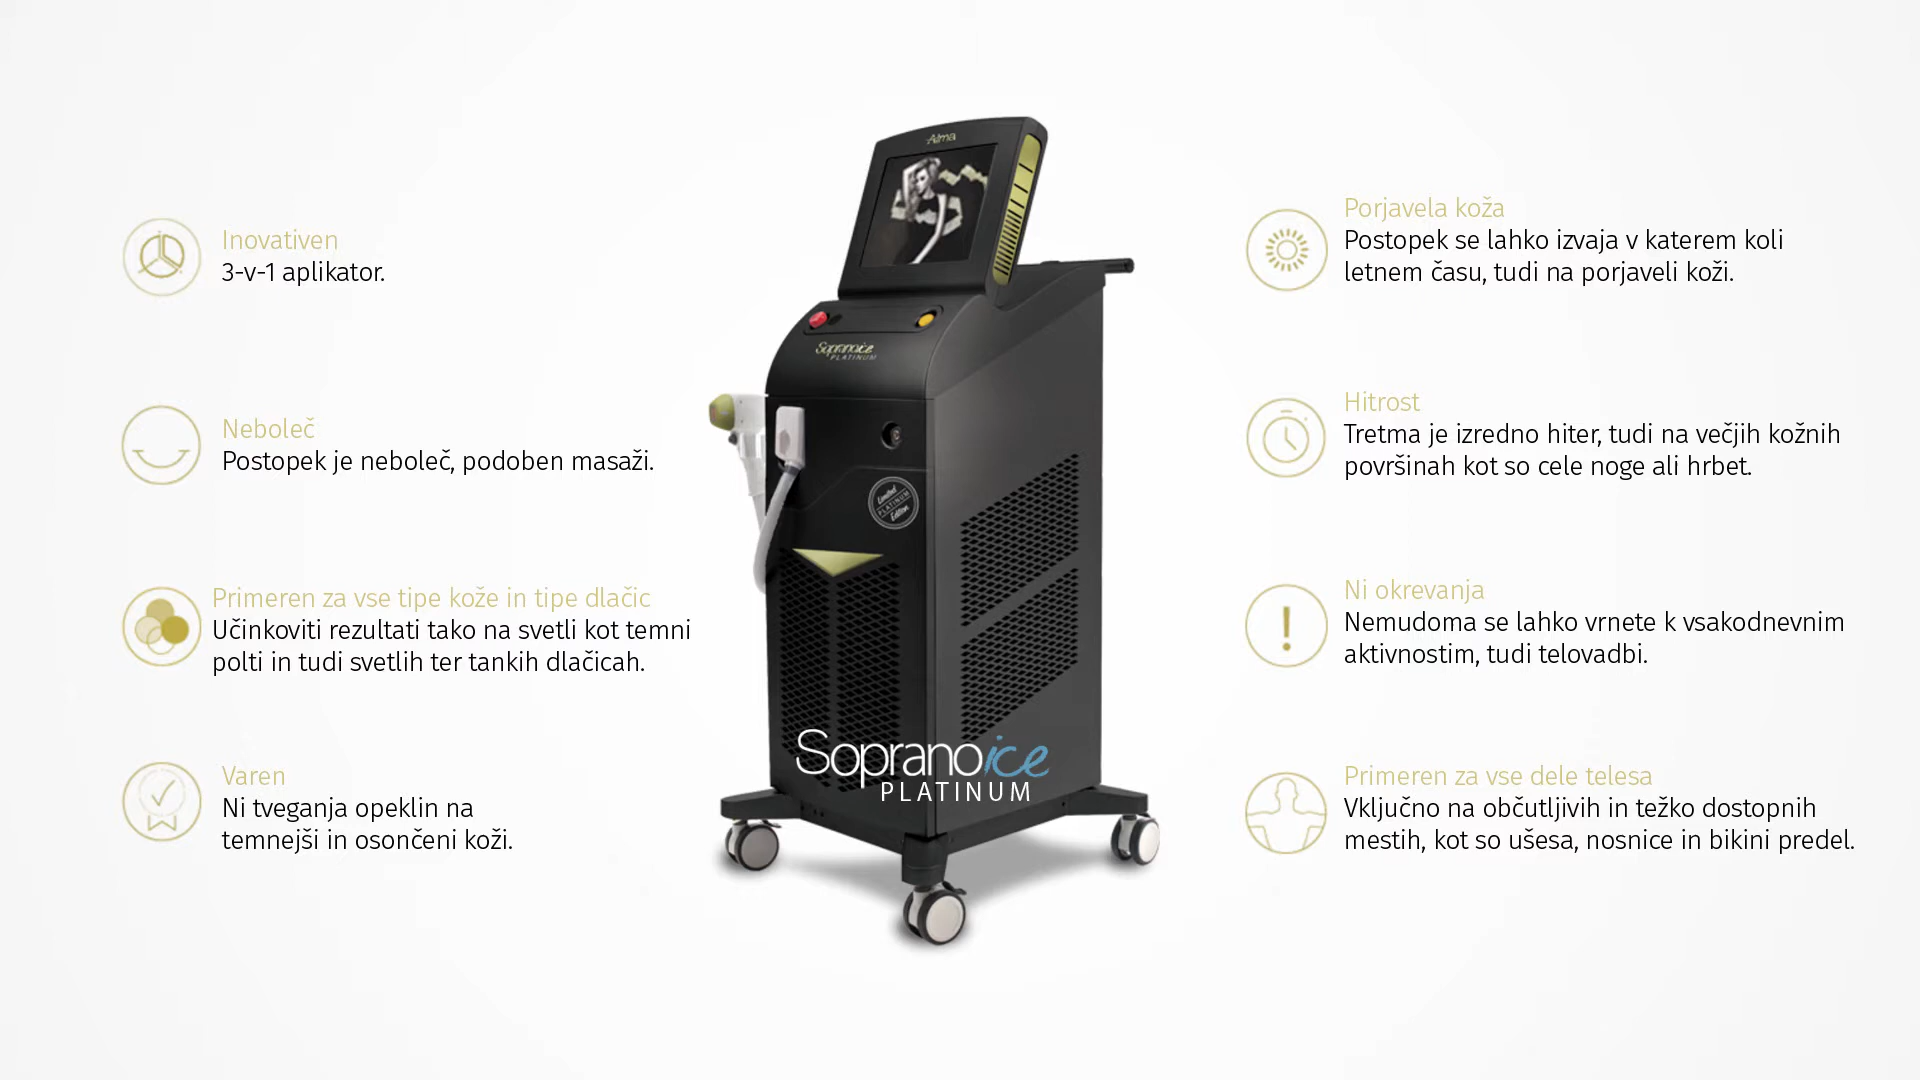 Inovativen
3-v-1 aplikator.
Neboleč
Postopek je neboleč, podoben masaži.
Primeren za vse tipe kože in tipe dlačic
Učinkoviti rezultati tako na svetli kot temni
polti in tudi svetlih ter tankih dlačicah.
Varen
Ni tveganja opeklin na
temnejši in osončeni koži.
Alma
Sopranoice
PLATINUM
Limited
PLATINUM
Edition
Sopranoice
PLATINUM
Porjavela koža
Postopek se lahko izvaja v katerem koli
letnem času, tudi na porjaveli koži.
Hitrost
Tretma je izredno hiter, tudi na večjih kožnih
površinah kot so cele noge ali hrbet.
Ni okrevanja
Nemudoma se lahko vrnete k vsakodnevnim
aktivnostim, tudi telovadbi.
Primeren za vse dele telesa
Vključno na občutljivih in težko dostopnih
mestih, kot so ušesa, nosnice in bikini predel.